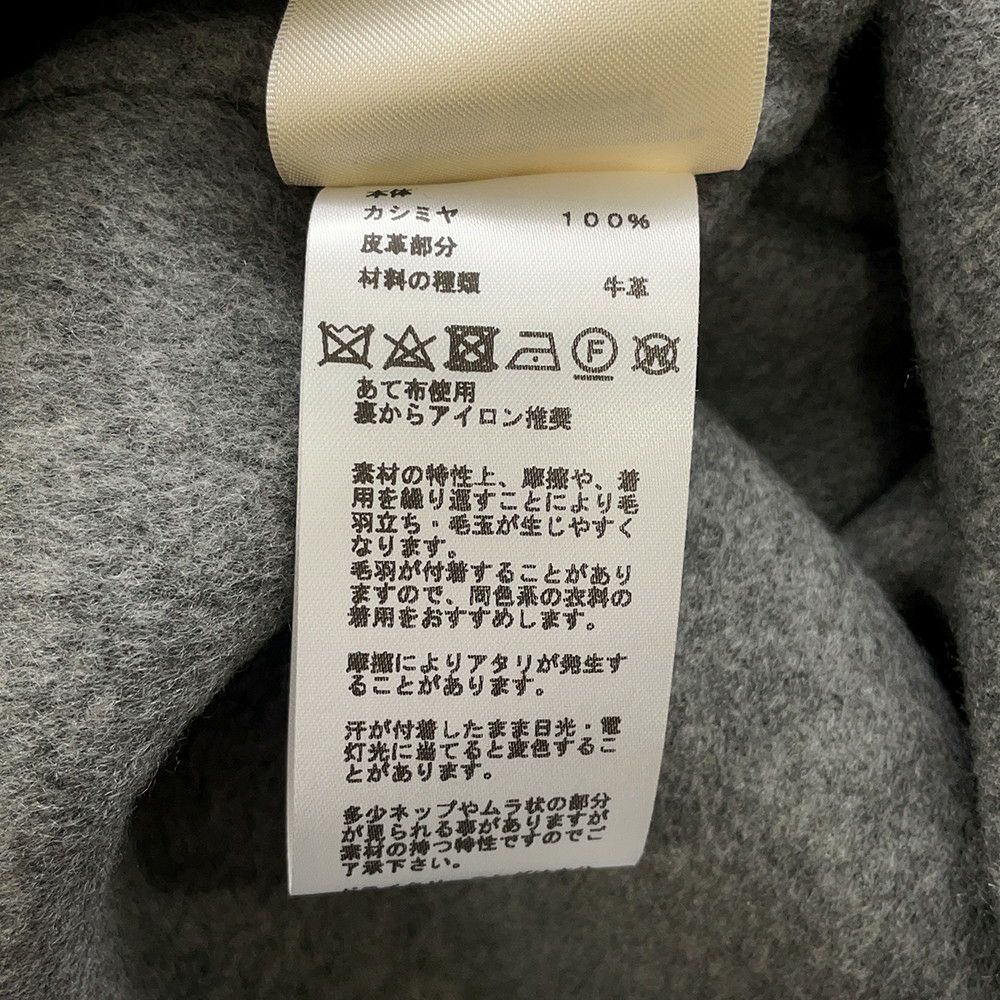 本体
カシミヤ 100%
皮革部分
材料の種類 牛革
F W
あて布使用
裏からアイロン推奨
素材の特性上、摩擦や、着
用を繰り返すことにより毛
羽立ち・毛玉が生じやすく
なります。
毛羽が付着することがあり
ますので、同色系の衣料の
着用をおすすめします。
摩擦によりアタリが発生す
ることがあります。
汗が付着したまま日光・電
灯光に当てると変色するこ
とがあります。
多少ネップやムラ状の部分
が見られる事がありますが
素材の持つ特性ですのでご
了承下さい。